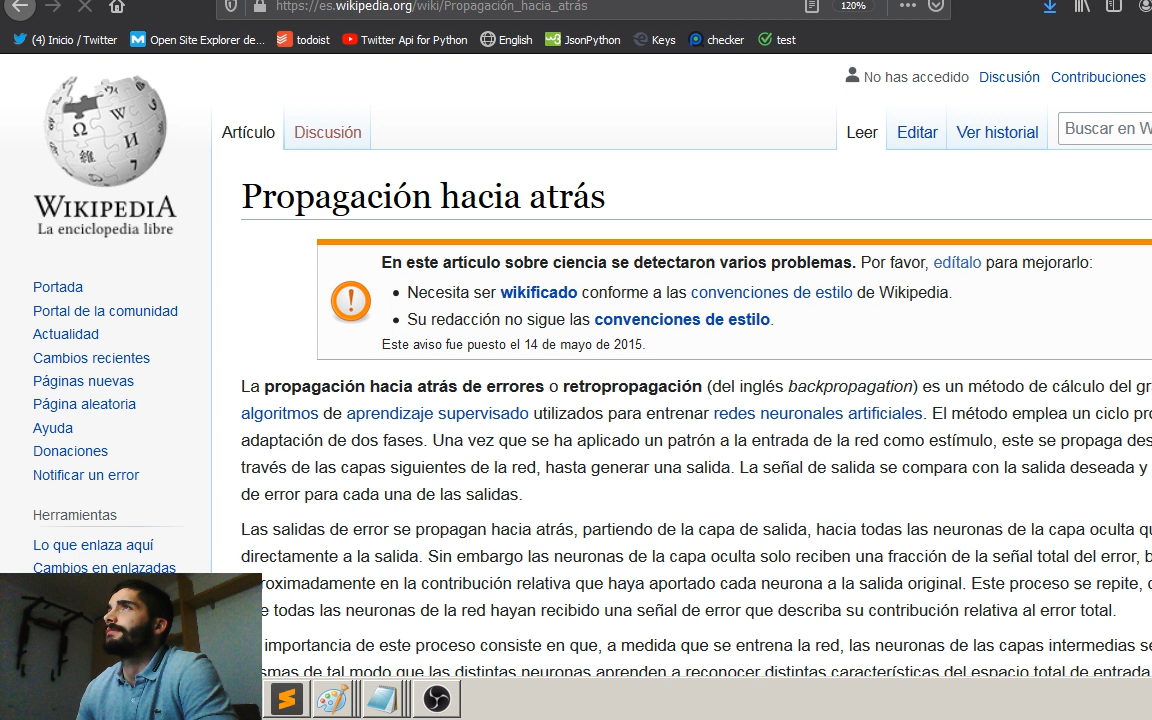 https://es.wikipedia.org/wiki/Propagación_hacia_atrás
120%
(4) Inicio / Twitter
Open Site Explorer de...
todoist
Twitter Api for Python
English
JsonPython
Keys
checker
test
No has accedido
Discusión
Contribuciones
Artículo
Discusión
Leer
Editar
Ver historial
Buscar en W
WIKIPEDIA
La enciclopedia libre
Propagación hacia atrás
En este artículo sobre ciencia se detectaron varios problemas. Por favor, edítalo para mejorarlo:
• Necesita ser wikificado conforme a las convenciones de estilo de Wikipedia.
• Su redacción no sigue las convenciones de estilo.
Este aviso fue puesto el 14 de mayo de 2015.
Portada
Portal de la comunidad
Actualidad
Cambios recientes
Páginas nuevas
Página aleatoria
Ayuda
Donaciones
Notificar un error
Herramientas
Lo que enlaza aquí
Cambios en enlazadas
La propagación hacia atrás de errores o retropropagación (del inglés backpropagation) es un método de cálculo del gr
algoritmos de aprendizaje supervisado utilizados para entrenar redes neuronales artificiales. El método emplea un ciclo pro
adaptación de dos fases. Una vez que se ha aplicado un patrón a la entrada de la red como estímulo, este se propaga des
través de las capas siguientes de la red, hasta generar una salida. La señal de salida se compara con la salida deseada y
de error para cada una de las salidas.
Las salidas de error se propagan hacia atrás, partiendo de la capa de salida, hacia todas las neuronas de la capa oculta qu
directamente a la salida. Sin embargo las neuronas de la capa oculta solo reciben una fracción de la señal total del error, b
roximadamente en la contribución relativa que haya aportado cada neurona a la salida original. Este proceso se repite, c
e todas las neuronas de la red hayan recibido una señal de error que describa su contribución relativa al error total.
importancia de este proceso consiste en que, a medida que se entrena la red, las neuronas de las capas intermedias se
smas de tal modo que las distintas neuronas aprenden a reconocer distintas características del espacio total de entrada